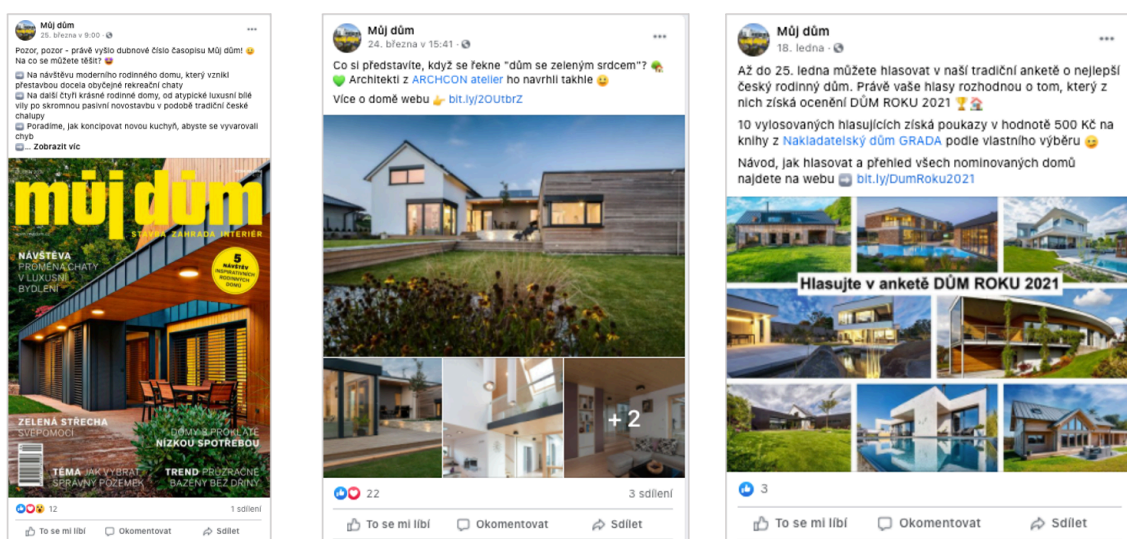 Můj dům
25. března v 9:00
Pozor, pozor - právě vyšlo dubnové číslo časopisu Můj dům!
Na co se můžete těšit?
Na návštěvu moderního rodinného domu, který vznikl
přestavbou docela obyčejné rekreační chaty
Na další čtyři krásné rodinné domy, od atypické luxusní bílé
vily po skromnou pasivní novostavbu v podobě tradiční české
chalupy
Poradíme, jak koncipovat novou kuchyň, abyste se vyvarovali
chyb
... Zobrazit víc
můj dům
STAVBA ZAHRADA INTERIÉR
NÁVŠTĚVA
PROMĚNA CHATY
V LUXUSNÍ
BYDLENÍ
5
NÁVŠTĚV
INSPIRATIVNÍCH
RODINNÝCH
DOMŮ
ZELENÁ STŘECHA
SVÉPOMOCÍ
DOMY S PROKLATĚ
NÍZKOU SPOTŘEBOU
TÉMA JAK VYBRAT
SPRÁVNÝ POZEMEK
TREND PRŮZRAČNÉ
BAZÉNY BEZ DŘINY
12
1 sdílení
To se mi líbí Okomentovat Sdílet
Můj dům
24. března v 15:41
Co si představíte, když se řekne "dům se zeleným srdcem"?
Architekti z ARCHCON atelier ho navrhli takhle
Více o domě webu bit.ly/2OUtbrZ
+2
22
3 sdílení
To se mi líbí Okomentovat Sdílet
Můj dům
18. ledna
Až do 25. ledna můžete hlasovat v naší tradiční anketě o nejlepší
český rodinný dům. Právě vaše hlasy rozhodnou o tom, který z
nich získá ocenění DŮM ROKU 2021
10 vylosovaných hlasujících získá poukazy v hodnotě 500 Kč na
knihy z Nakladatelský dům GRADA podle vlastního výběru
Návod, jak hlasovat a přehled všech nominovaných domů
najdete na webu bit.ly/DumRoku2021
Hlasujte v anketě DŮM ROKU 2021
3
To se mi líbí Okomentovat Sdílet